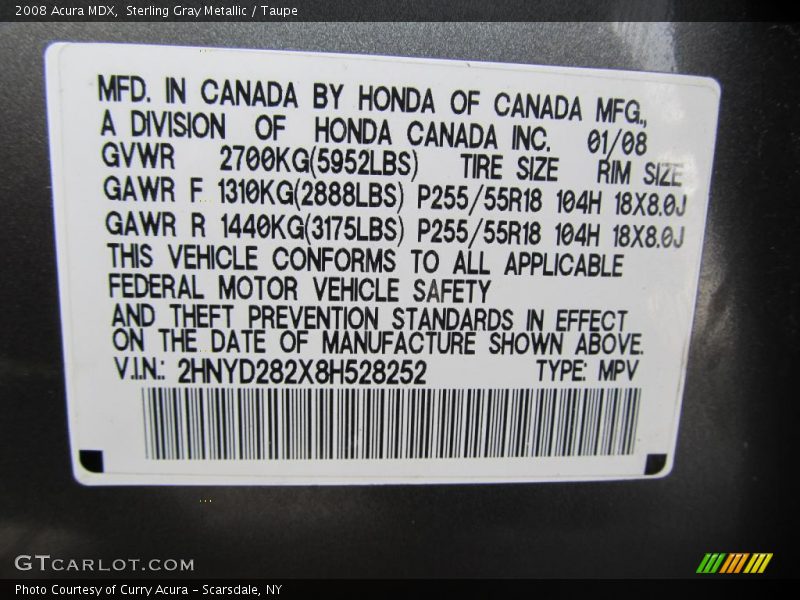 2008 Acura MDX,  Sterling Gray Metallic / Taupe
MFD. IN CANADA BY HONDA OF CANADA MFG.,
A DIVISION OF HONDA CANADA INC. 01/08
GVWR 2700KG(5952LBS) TIRE SIZE RIM SIZE
GAWR F 1310KG(2888LBS) P255/55R18 104H 18X8.0J
GAWR R 1440KG(3175LBS) P255/55R18 104H 18X8.0J
THIS VEHICLE CONFORMS TO ALL APPLICABLE
FEDERAL MOTOR VEHICLE SAFETY
AND THEFT PREVENTION STANDARDS IN EFFECT
ON THE DATE OF MANUFACTURE SHOWN ABOVE.
V.I.N.: 2HNYD282X8H528252 TYPE: MPV
GTCARLOT.COM
Photo Courtesy of Curry Acura - Scarsdale, NY